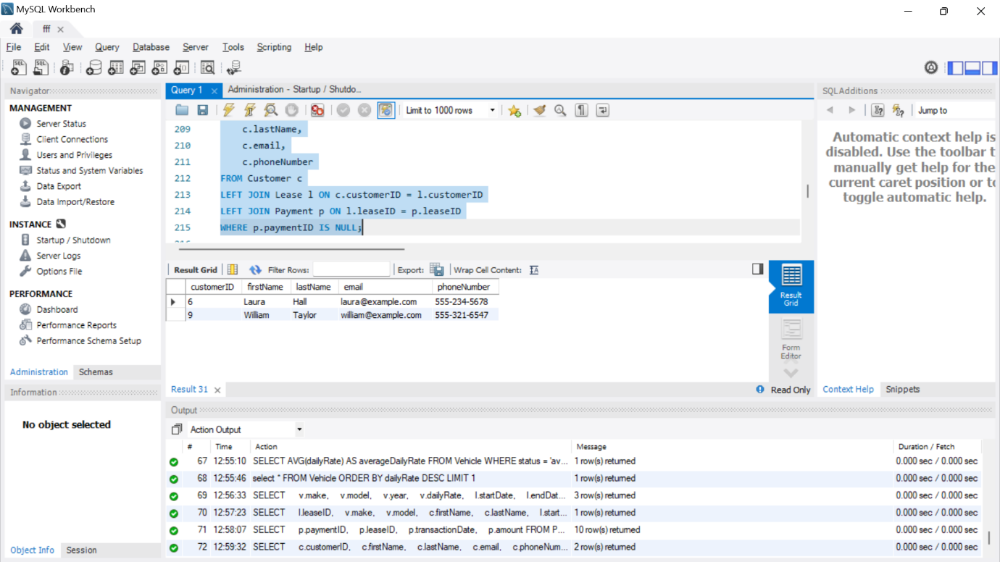 MySQL Workbench
fff
File Edit View Query Database Server Tools Scripting Help
Navigator
MANAGEMENT
Server Status
Client Connections
Users and Privileges
Status and System Variables
Data Export
Data Import/Restore
INSTANCE
Startup / Shutdown
Server Logs
Options File
PERFORMANCE
Dashboard
Performance Reports
Performance Schema Setup
Administration Schemas
Information
No object selected
Object Info Session
Query 1 Administration - Startup / Shutdo...
Limit to 1000 rows
209 c.lastName,
210 c.email,
211 c.phoneNumber
212 FROM Customer c
213 LEFT JOIN Lease l ON c.customerID = l.customerID
214 LEFT JOIN Payment p ON l.leaseID = p.leaseID
215 WHERE p.paymentID IS NULL;
Result Grid Filter Rows: Export: Wrap Cell Content:
customerID firstName lastName email phoneNumber
6 Laura Hall laura@example.com 555-234-5678
9 William Taylor william@example.com 555-321-6547
Result Grid
Form Editor
Result 31 Read Only
SQLAdditions
Jump to
Automatic context help is
disabled. Use the toolbar t
manually get help for the
current caret position or to
toggle automatic help.
Context Help Snippets
Output
Action Output
# Time Action Message Duration / Fetch
67 12:55:10 SELECT AVG(dailyRate) AS averageDailyRate FROM Vehicle WHERE status = 'av... 1 row(s) returned 0.000 sec / 0.000 sec
68 12:55:46 select * FROM Vehicle ORDER BY dailyRate DESC LIMIT 1 1 row(s) returned 0.000 sec / 0.000 sec
69 12:56:33 SELECT v.make, v.model, v.year, v.dailyRate, l.startDate, l.endDat... 3 row(s) returned 0.000 sec / 0.000 sec
70 12:57:23 SELECT l.leaseID, v.make, v.model, c.firstName, c.lastName, l.start... 1 row(s) returned 0.000 sec / 0.000 sec
71 12:58:07 SELECT p.paymentID, p.leaseID, p.transactionDate, p.amount FROM P... 10 row(s) returned 0.000 sec / 0.000 sec
72 12:59:32 SELECT c.customerID, c.firstName, c.lastName, c.email, c.phoneNum... 2 row(s) returned 0.000 sec / 0.000 sec